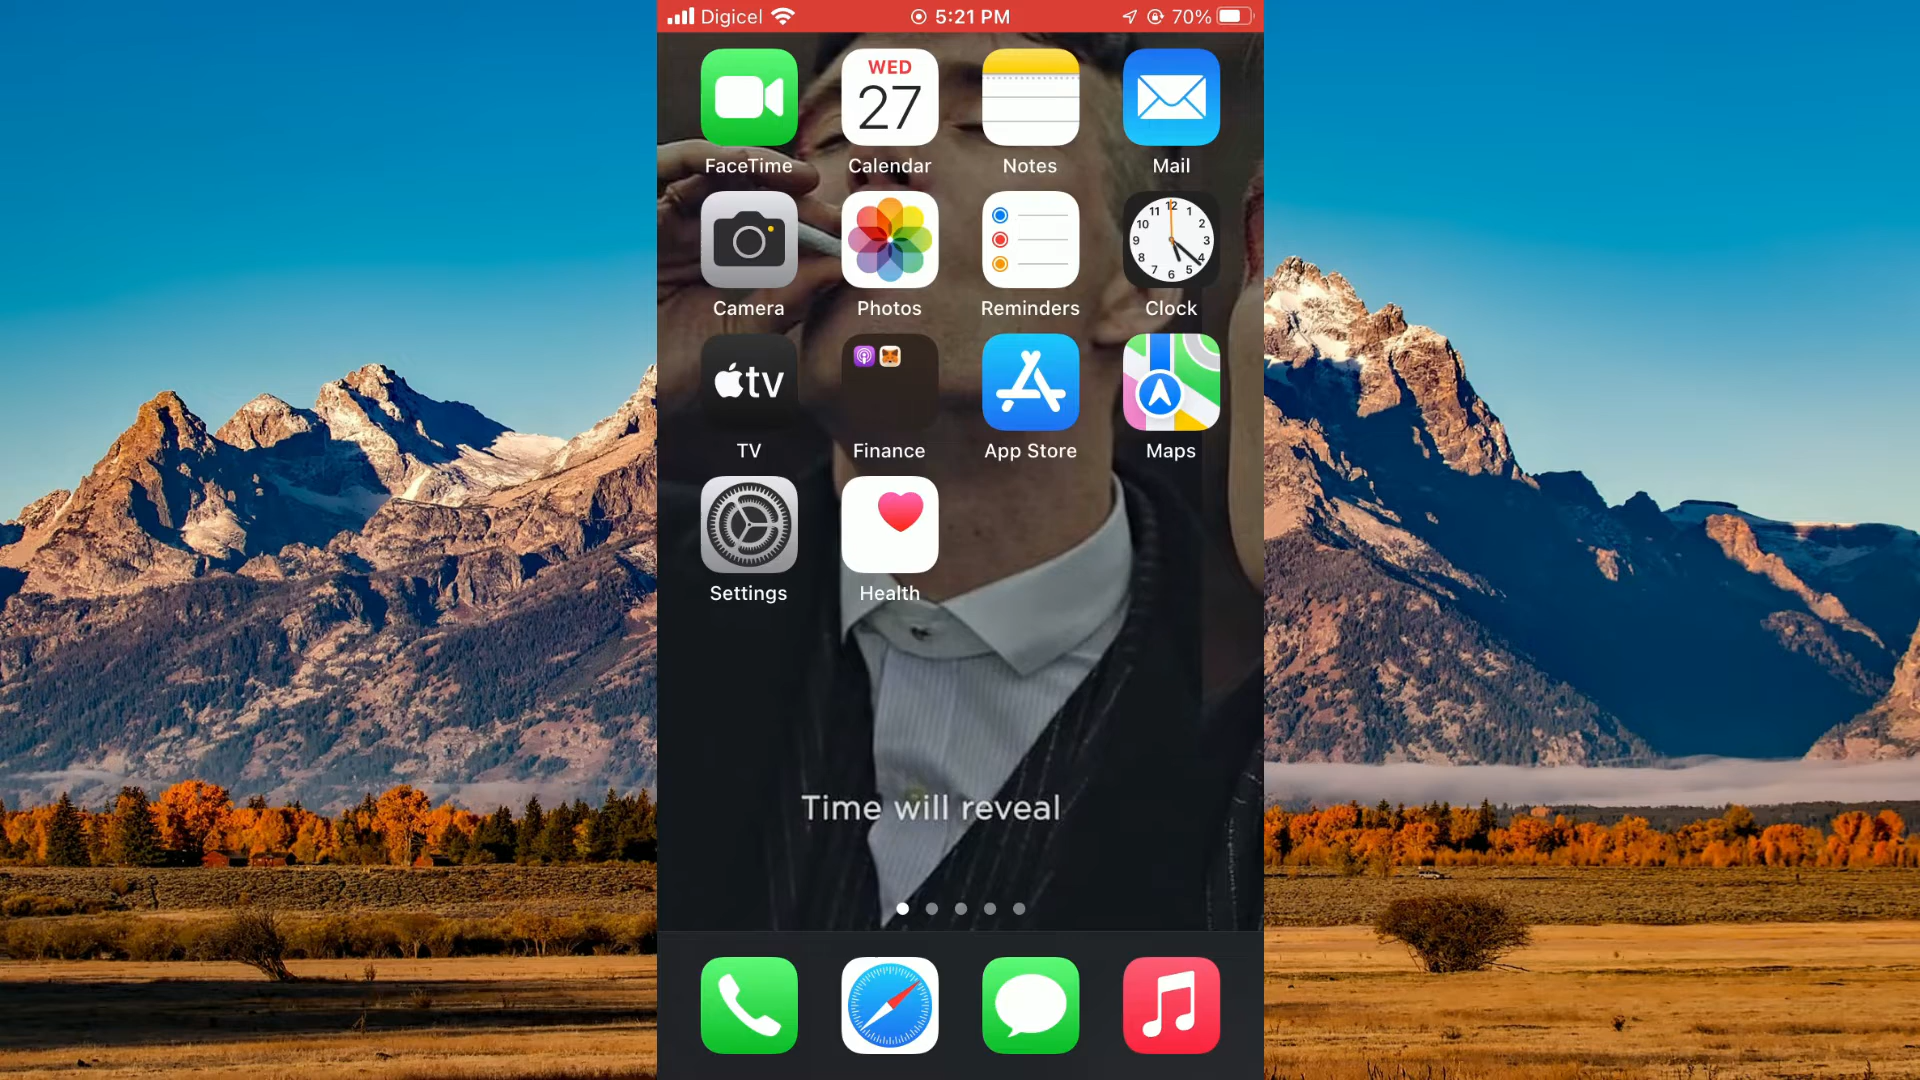 Digicel 5:21 PM 70%
WED
27
FaceTime Calendar Notes Mail
12
11 1
10 2
9 3
8 4
7 5
6
Camera Photos Reminders Clock
tv
TV Finance App Store Maps
Settings Health
Time will reveal